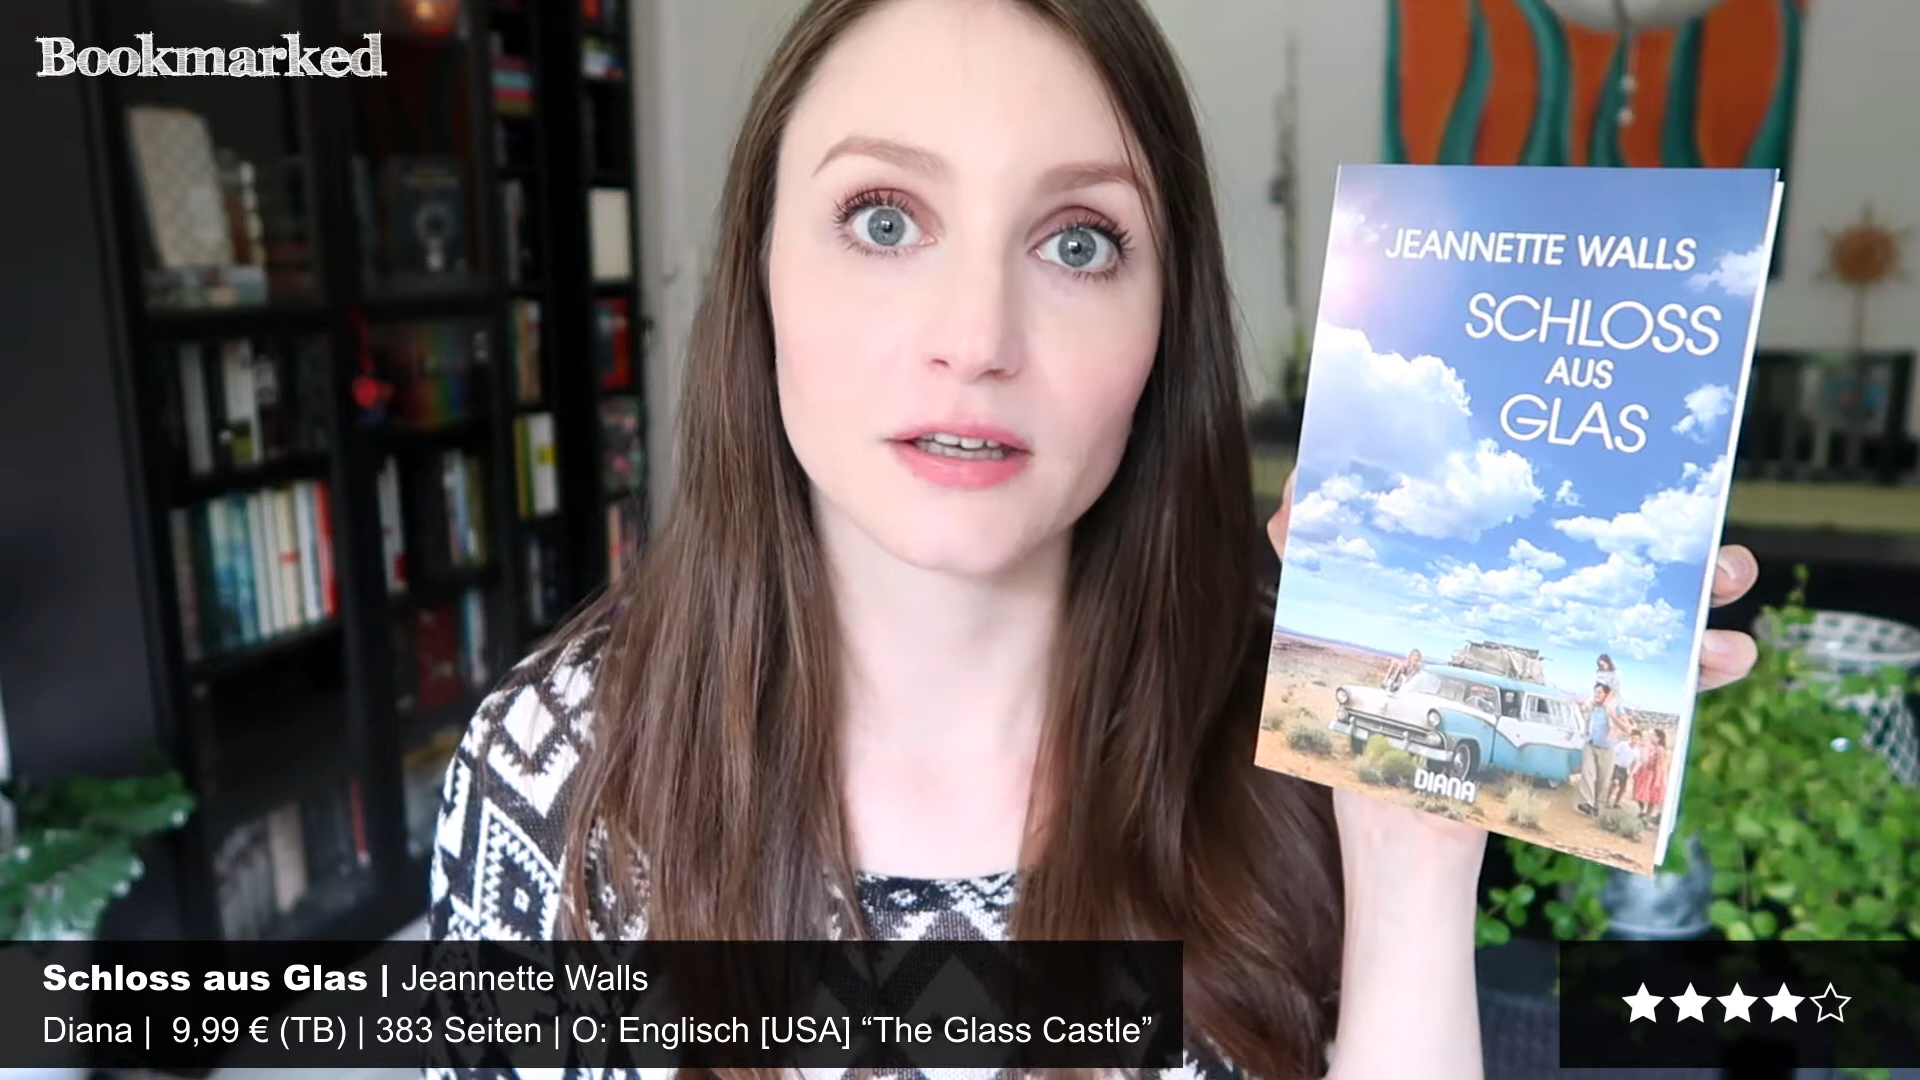 Bookmarked
JEANNETTE WALLS
SCHLOSS
AUS
GLAS
DIANA
Schloss aus Glas | Jeannette Walls
Diana | 9,99 € (TB) | 383 Seiten | O: Englisch [USA] “The Glass Castle”